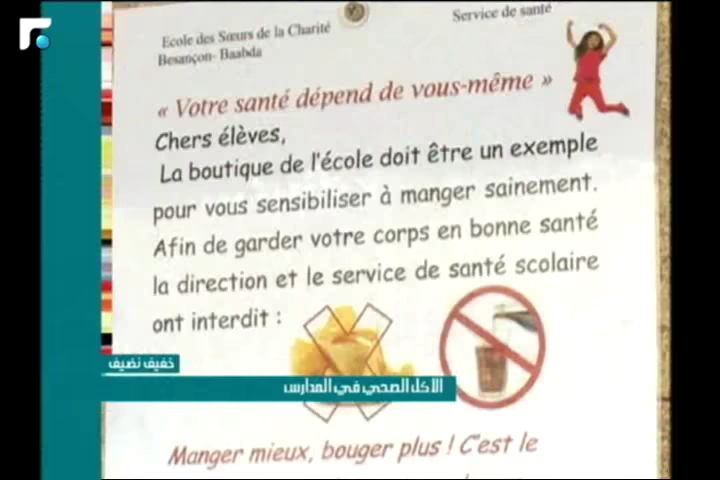 Ecole des Sœurs de la Charité
Besançon- Baabda
Service de santé
« Votre santé dépend de vous-même »
Chers élèves,
La boutique de l'école doit être un exemple
pour vous sensibiliser à manger sainement.
Afin de garder votre corps en bonne santé
la direction et le service de santé scolaire
ont interdit :
خفيف نضيف
الأكل الصحي في المدارس
Manger mieux, bouger plus ! C'est le